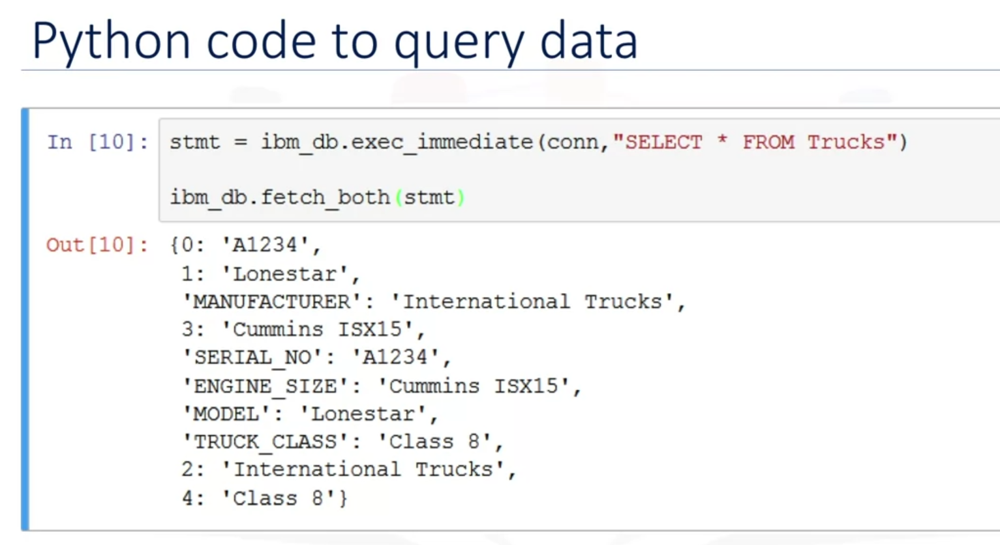 Python code to query data
In [10]: stmt = ibm_db.exec_immediate(conn,"SELECT * FROM Trucks")
ibm_db.fetch_both(stmt)
Out[10]: {0: 'A1234',
1: 'Lonestar',
'MANUFACTURER': 'International Trucks',
3: 'Cummins ISX15',
'SERIAL_NO': 'A1234',
'ENGINE_SIZE': 'Cummins ISX15',
'MODEL': 'Lonestar',
'TRUCK_CLASS': 'Class 8',
2: 'International Trucks',
4: 'Class 8'}